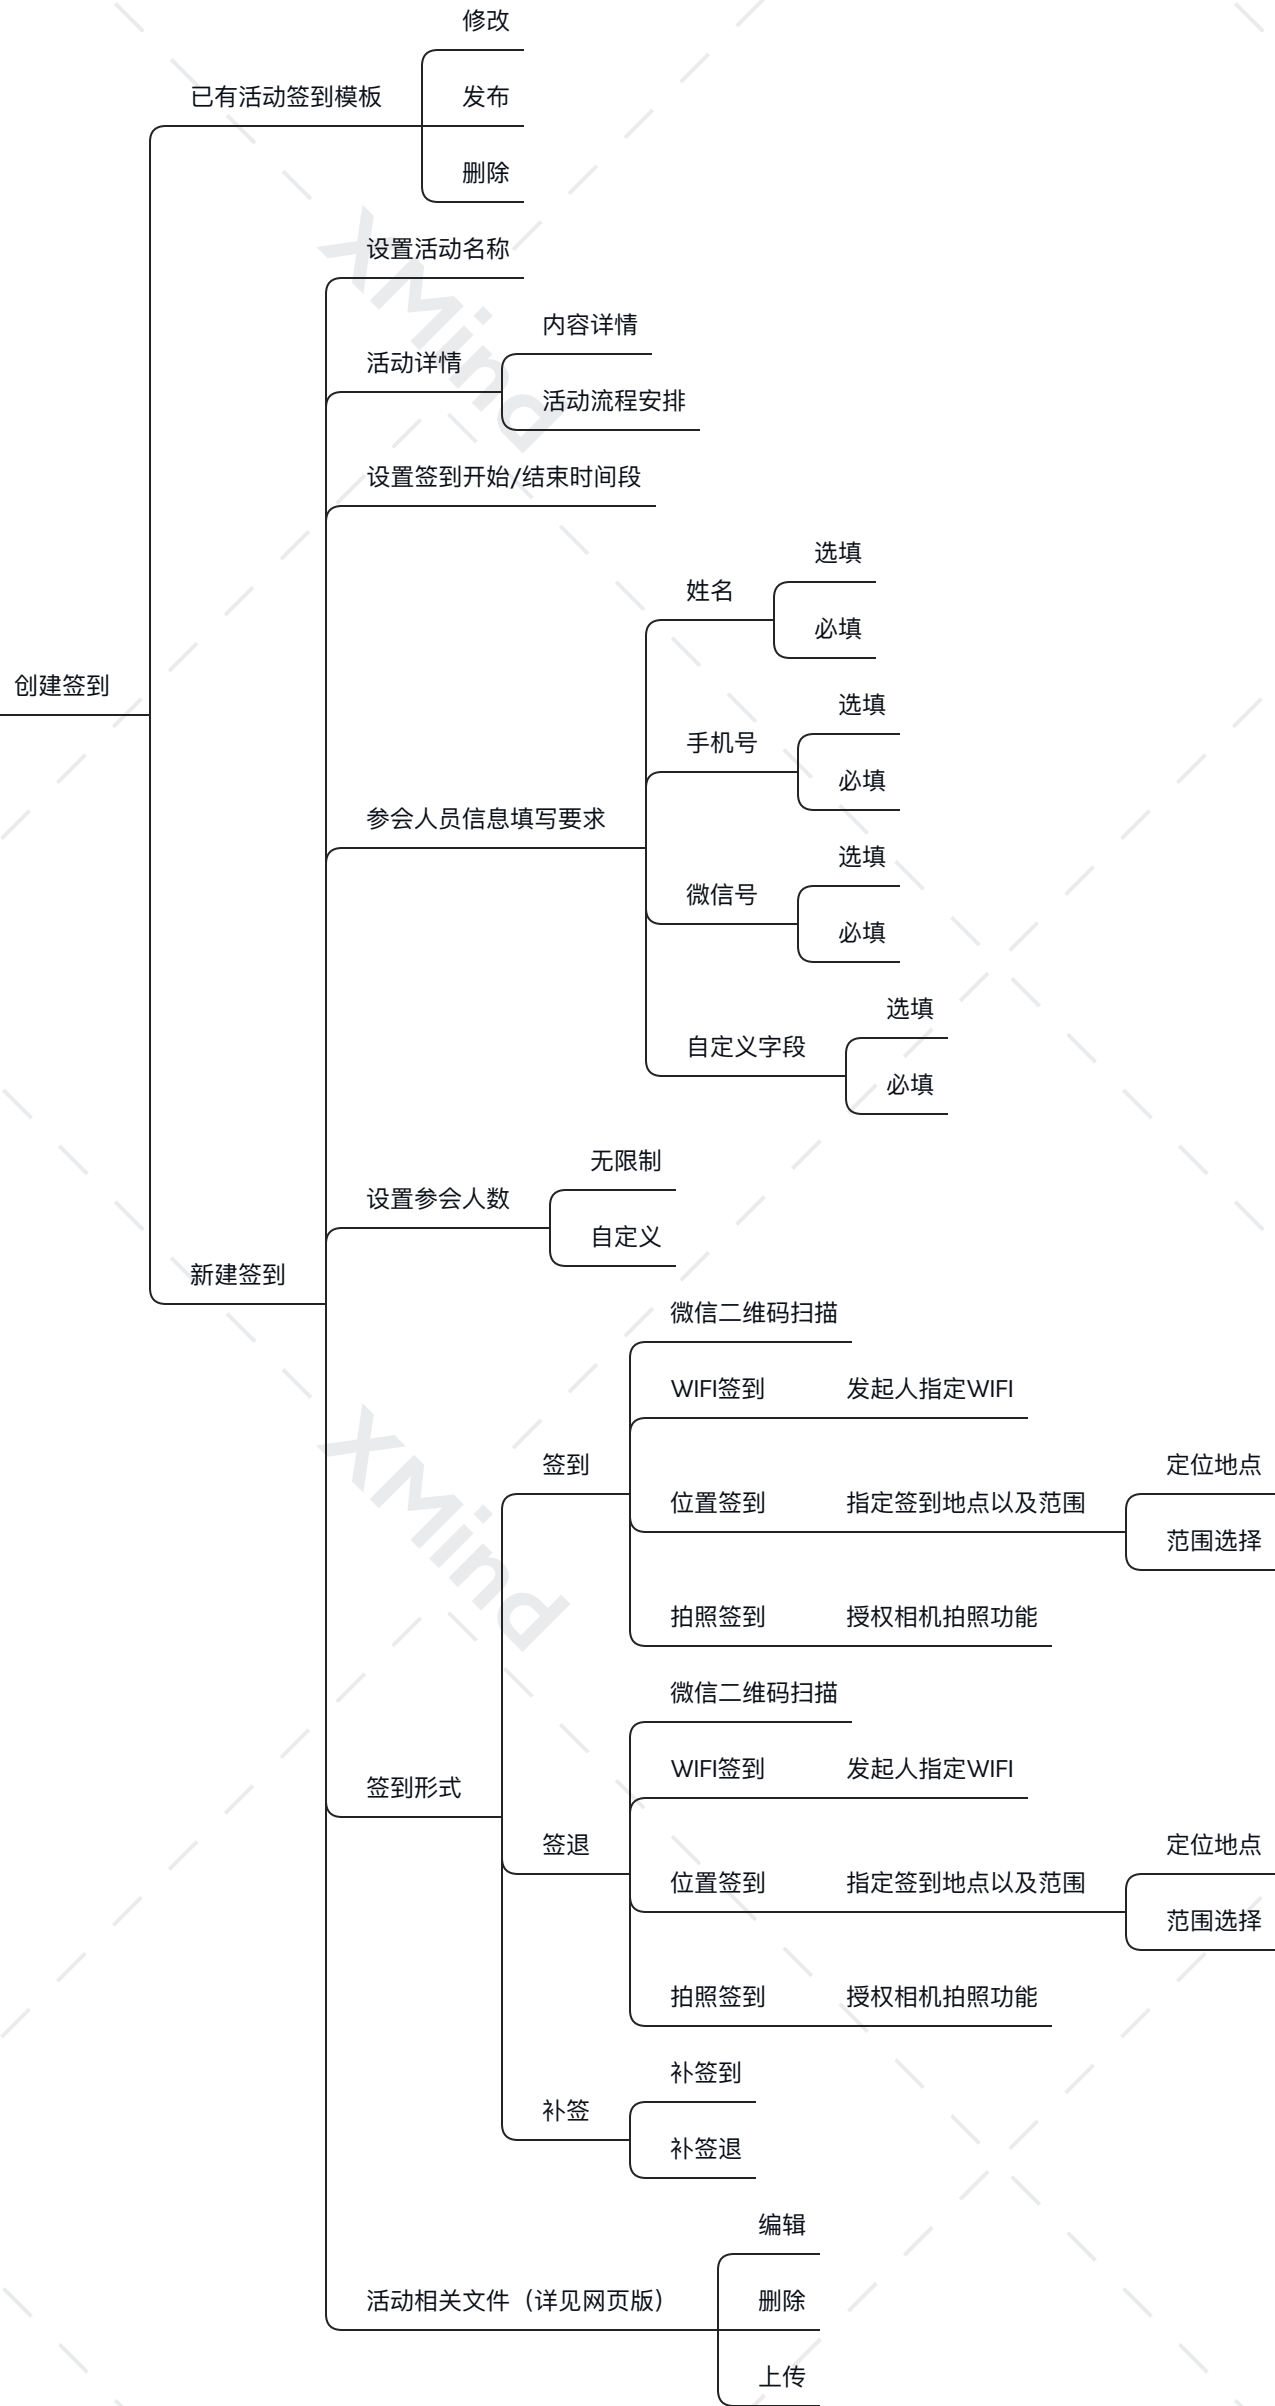 修改
已有活动签到模板
发布
删除
设置活动名称
内容详情
活动详情
活动流程安排
设置签到开始/结束时间段
选填
姓名
必填
创建签到
选填
手机号
必填
参会人员信息填写要求
选填
微信号
必填
选填
自定义字段
必填
无限制
设置参会人数
自定义
新建签到
微信二维码扫描
WIFI签到 发起人指定WIFI
签到
定位地点
位置签到 指定签到地点以及范围
范围选择
拍照签到 授权相机拍照功能
微信二维码扫描
WIFI签到 发起人指定WIFI
签到形式
签退
定位地点
位置签到 指定签到地点以及范围
范围选择
拍照签到 授权相机拍照功能
补签到
补签
补签退
编辑
活动相关文件（详见网页版）
删除
上传
XMind
XMind